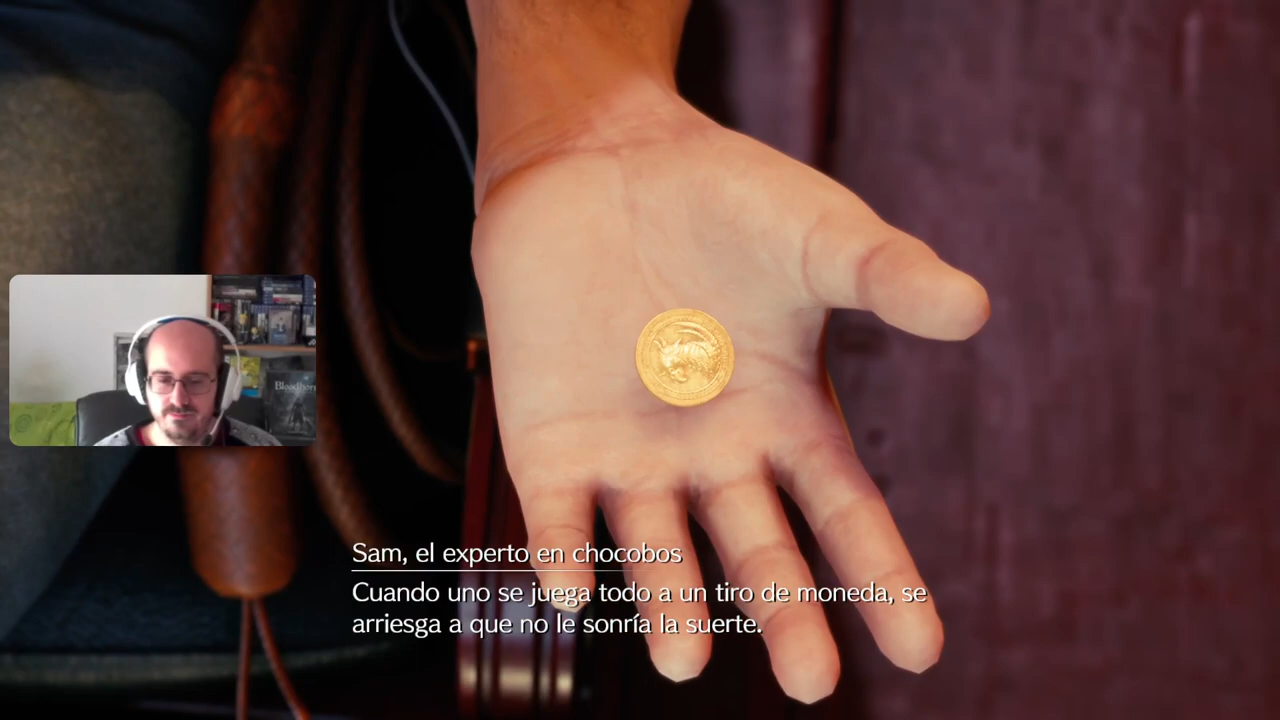 Bloodborne
Sam, el experto en chocobos
Cuando uno se juega todo a un tiro de moneda, se
arriesga a que no le sonría la suerte.